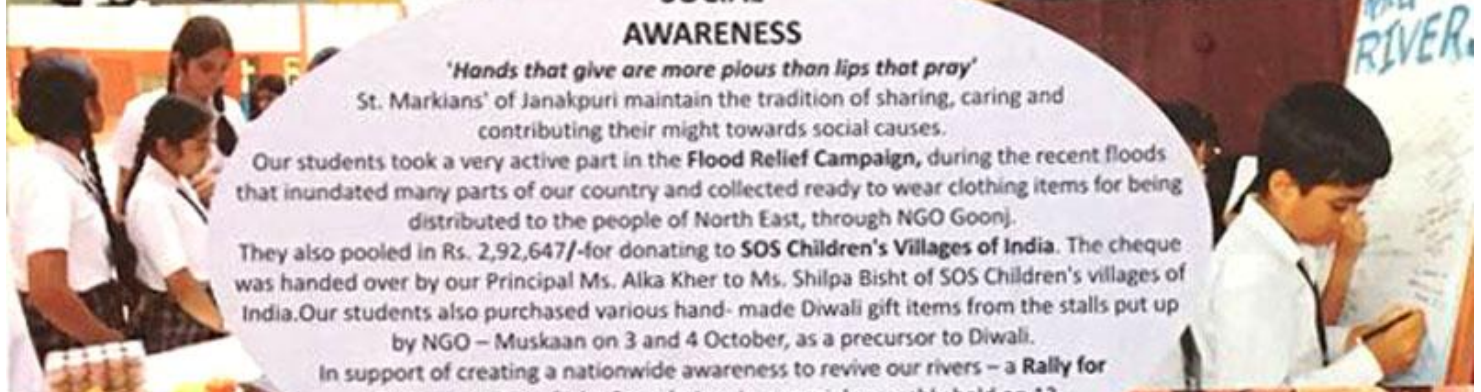 AWARENESS
'Hands that give are more pious than lips that pray'
St. Markians' of Janakpuri maintain the tradition of sharing, caring and
contributing their might towards social causes.
Our students took a very active part in the Flood Relief Campaign, during the recent floods
that inundated many parts of our country and collected ready to wear clothing items for being
distributed to the people of North East, through NGO Goonj.
They also pooled in Rs. 2,92,647/-for donating to SOS Children's Villages of India. The cheque
was handed over by our Principal Ms. Alka Kher to Ms. Shilpa Bisht of SOS Children's villages of
India.Our students also purchased various hand- made Diwali gift items from the stalls put up
by NGO – Muskaan on 3 and 4 October, as a precursor to Diwali.
In support of creating a nationwide awareness to revive our rivers – a Rally for
RIVER